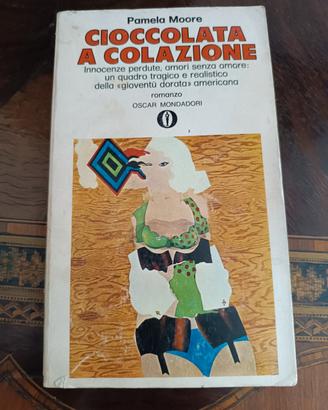 Pamela Moore
CIOCCOLATA
A COLAZIONE
Innocenze perdute, amori senza amore:
un quadro tragico e realistico
della «gioventù dorata» americana
romanzo
OSCAR MONDADORI